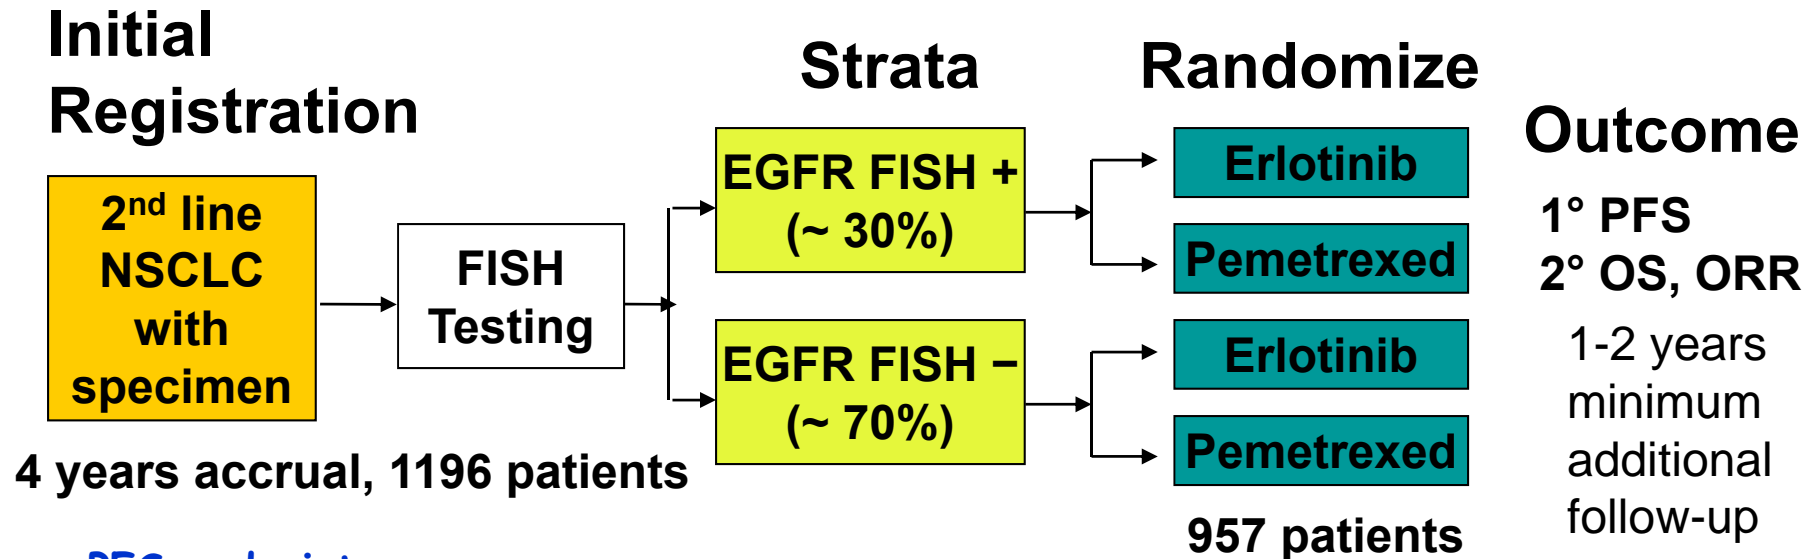 Initial
Registration
Strata
Randomize
Outcome
2nd line
NSCLC
with
specimen
FISH
Testing
EGFR FISH +
(~ 30%)
EGFR FISH −
(~ 70%)
Erlotinib
Pemetrexed
Erlotinib
Pemetrexed
1° PFS
2° OS, ORR
1-2 years
minimum
additional
follow-up
4 years accrual, 1196 patients
957 patients